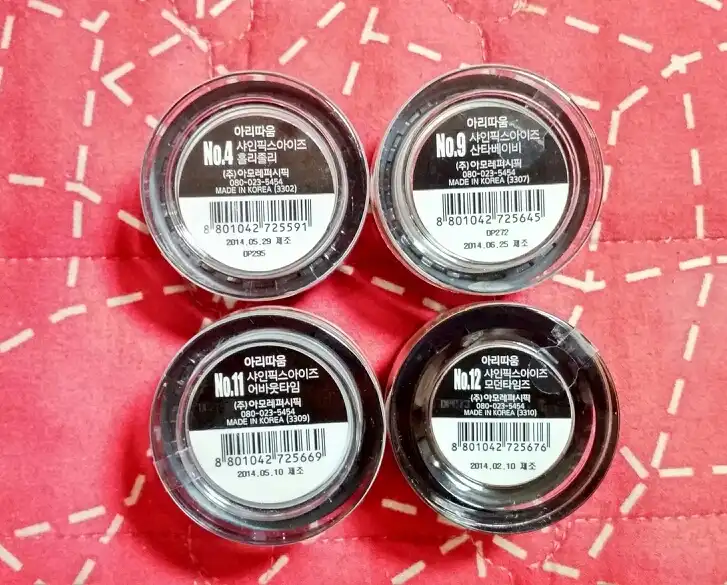 아리따움
No.4 샤인픽스아이즈
홀리졸리
(주)아모레퍼시픽
080-023-5454
MADE IN KOREA (3302)
8 801042 725591
2014.05.29 제조
DP295
아리따움
No.9 샤인픽스아이즈
산타베이비
(주)아모레퍼시픽
080-023-5454
MADE IN KOREA (3307)
8 801042 725645
DP272
2014.06.25 제조
아리따움
No.11 샤인픽스아이즈
어바웃타임
(주)아모레퍼시픽
080-023-5454
MADE IN KOREA (3309)
8 801042 725669
2014.05.10 제조
아리따움
No.12 샤인픽스아이즈
모던타임즈
(주)아모레퍼시픽
080-023-5454
MADE IN KOREA (3310)
8 801042 725676
2014.02.10 제조